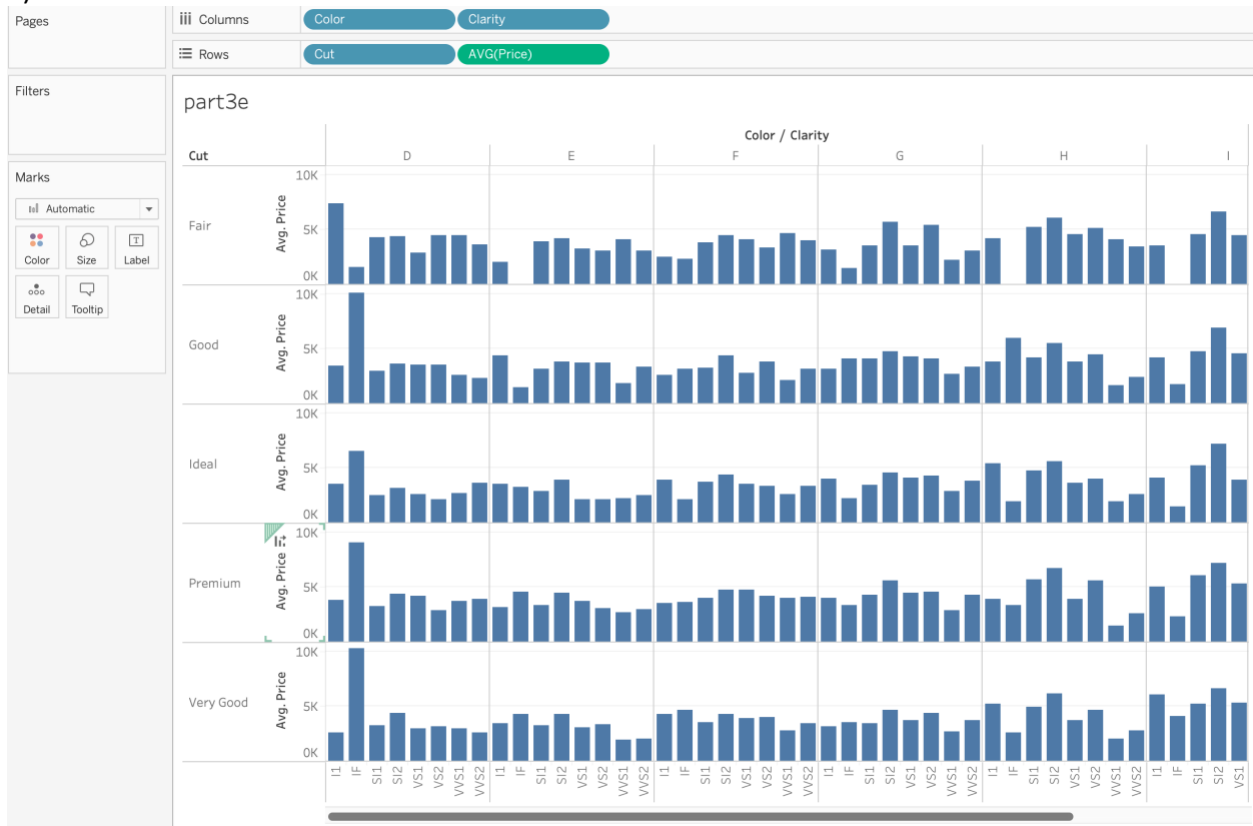 Pages
Columns Color Clarity
Rows Cut AVG(Price)
Filters
part3e
Color / Clarity
Cut D E F G H I
Marks
Automatic
Color Size Label
Detail Tooltip
Fair Avg. Price 10K 5K 0K
Good Avg. Price 10K 5K 0K
Ideal Avg. Price 10K 5K 0K
Premium Avg. Price 10K 5K 0K
Very Good Avg. Price 10K 5K 0K
I1 IF SI1 SI2 VS1 VS2 VVS1 VVS2 I1 IF SI1 SI2 VS1 VS2 VVS1 VVS2 I1 IF SI1 SI2 VS1 VS2 VVS1 VVS2 I1 IF SI1 SI2 VS1 VS2 VVS1 VVS2 I1 IF SI1 SI2 VS1 VS2 VVS1 VVS2 I1 IF SI1 SI2 VS1